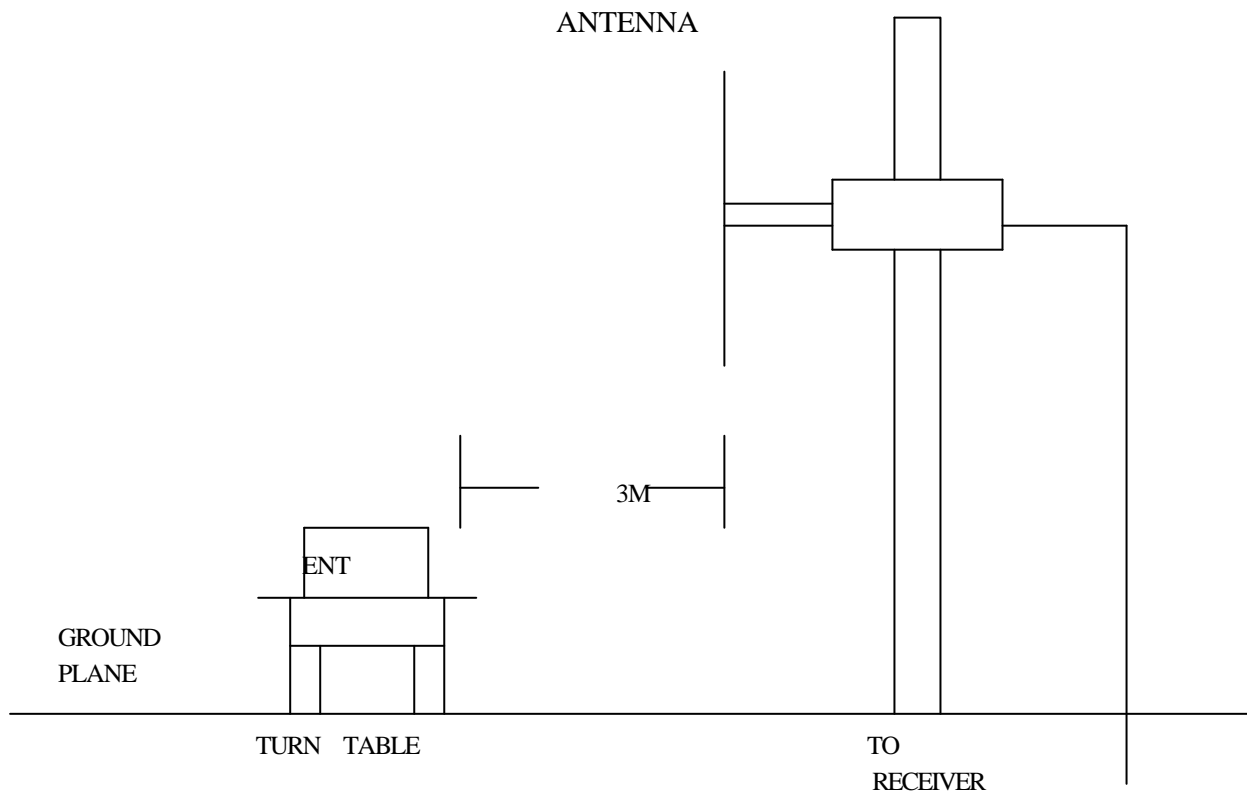 ANTENNA
3M
ENT
GROUND
PLANE
TURN TABLE
TO
RECEIVER